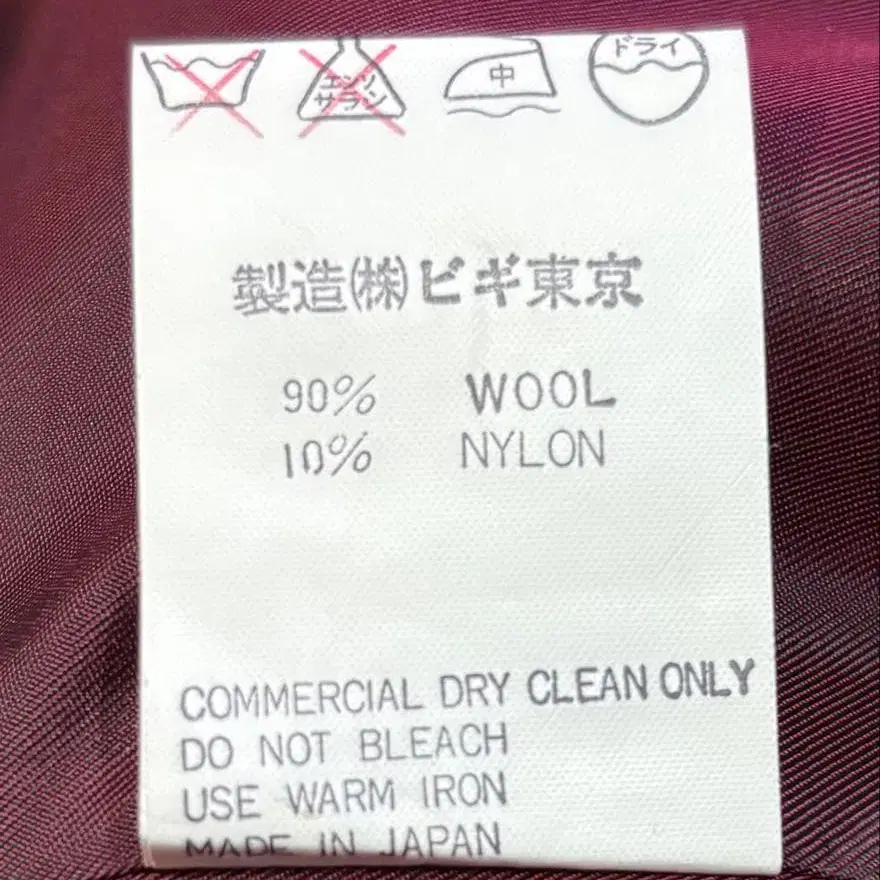 エンソ サラシ
中
ドライ
製造(株)ビギ東京
90% WOOL
10% NYLON
COMMERCIAL DRY CLEAN ONLY
DO NOT BLEACH
USE WARM IRON
MADE IN JAPAN